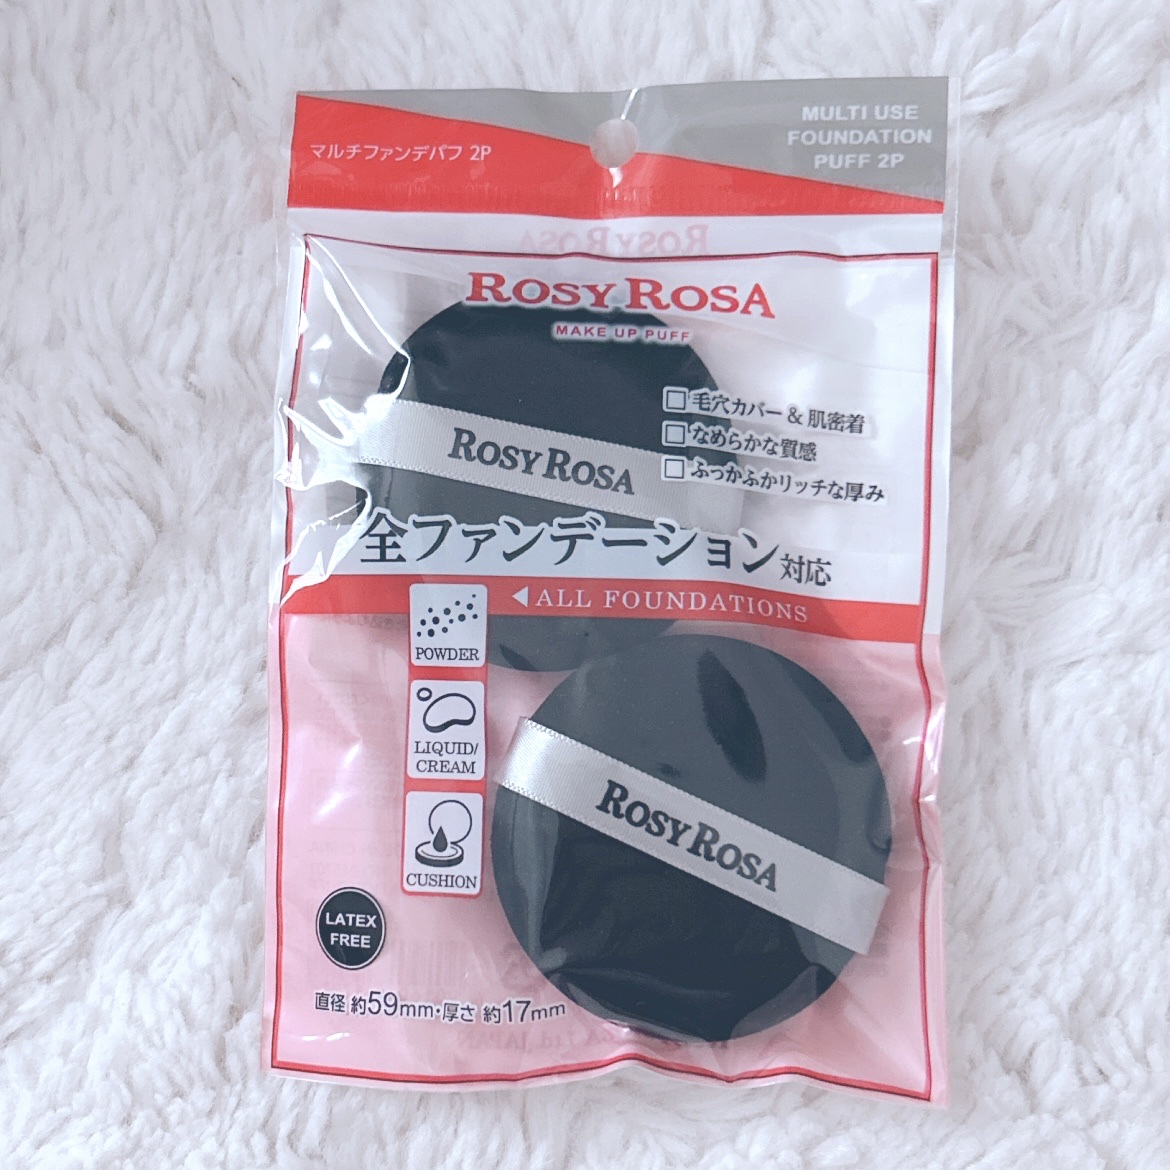 マルチファンデパフ 2P
MULTI USE
FOUNDATION
PUFF 2P
ROSY ROSA
ROSY ROSA
MAKE UP PUFF
□毛穴カバー & 肌密着
□なめらかな質感
□ふっかふかリッチな厚み
ROSY ROSA
全ファンデーション対応
◀ALL FOUNDATIONS
POWDER
LIQUID/
CREAM
CUSHION
ROSY ROSA
LATEX
FREE
直径 約59mm・厚さ 約17mm